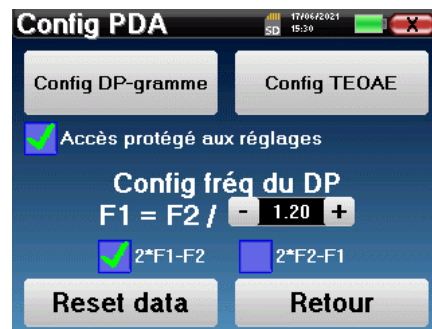 Config PDA
SD
17/06/2021
15:30
X
Config DP-gramme
Config TEOAE
Accès protégé aux réglages
Config fréq du DP
F1 = F2 / - 1.20 +
2*F1-F2
2*F2-F1
Reset data
Retour